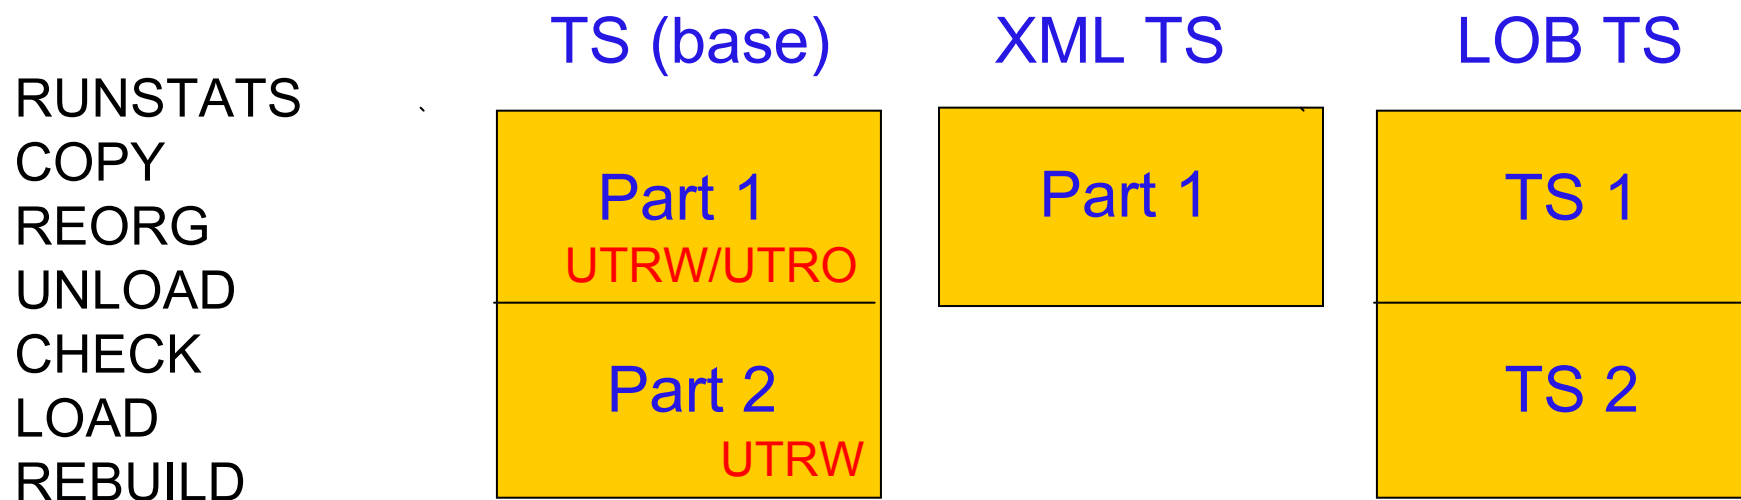 TS (base)
XML TS
LOB TS
RUNSTATS
COPY
REORG
UNLOAD
CHECK
LOAD
REBUILD
Part 1
UTRW/UTRO
Part 2
UTRW
Part 1
TS 1
TS 2